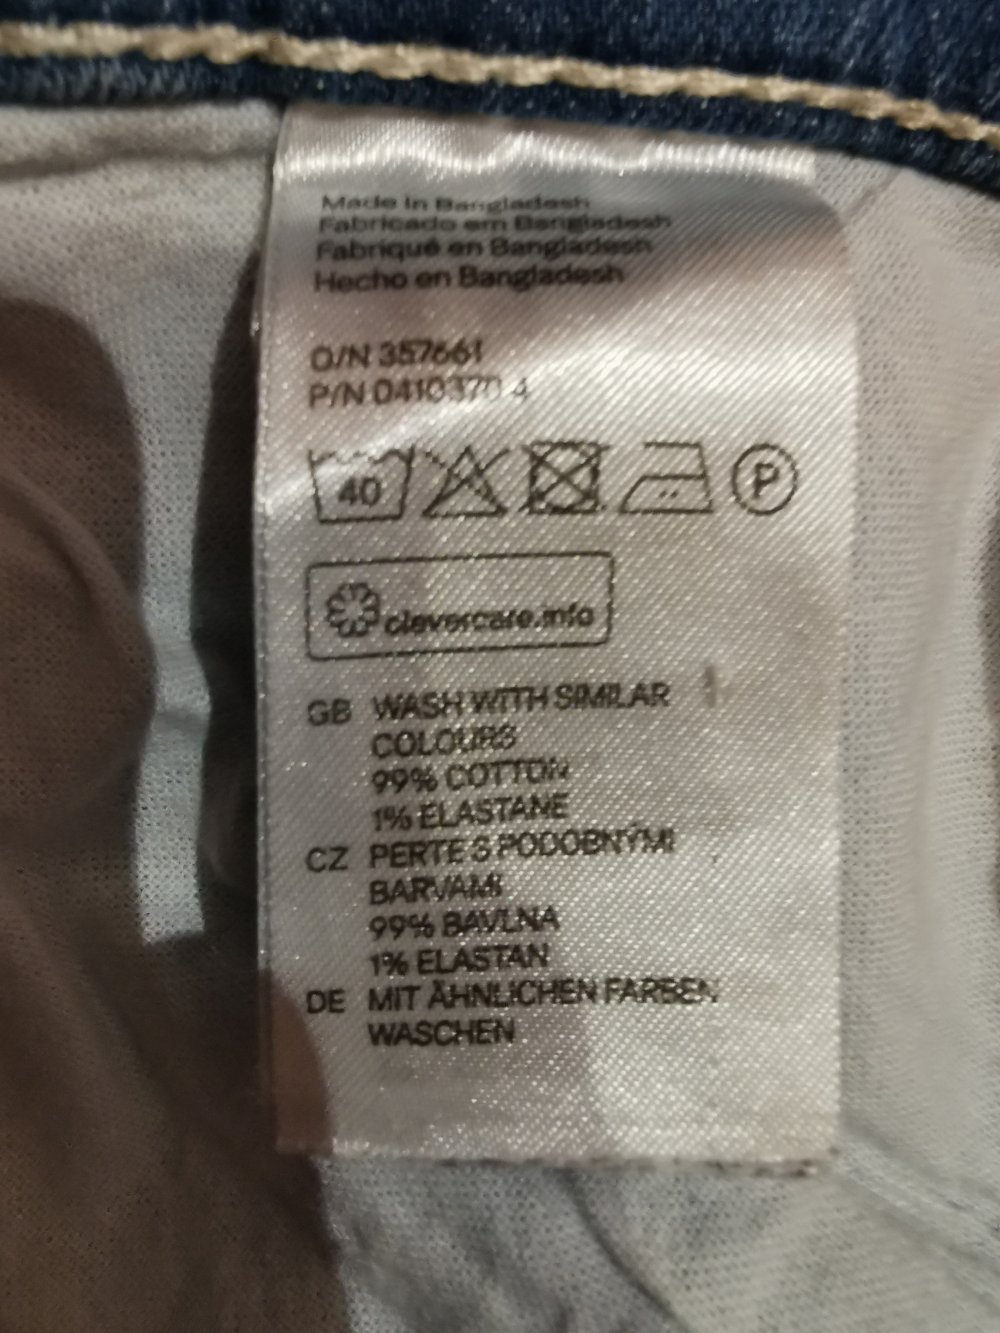 Made in Bangladesh
Fabricado em Bangladesh
Fabriqué en Bangladesh
Hecho en Bangladesh
O/N 357661
P/N 0410370 4
40 P
clevercare.info
GB WASH WITH SIMILAR
COLOURS
99% COTTON
1% ELASTANE
CZ PERTE S PODOBNÝMI
BARVAMI
99% BAVLNA
1% ELASTAN
DE MIT ÄHNLICHEN FARBEN
WASCHEN